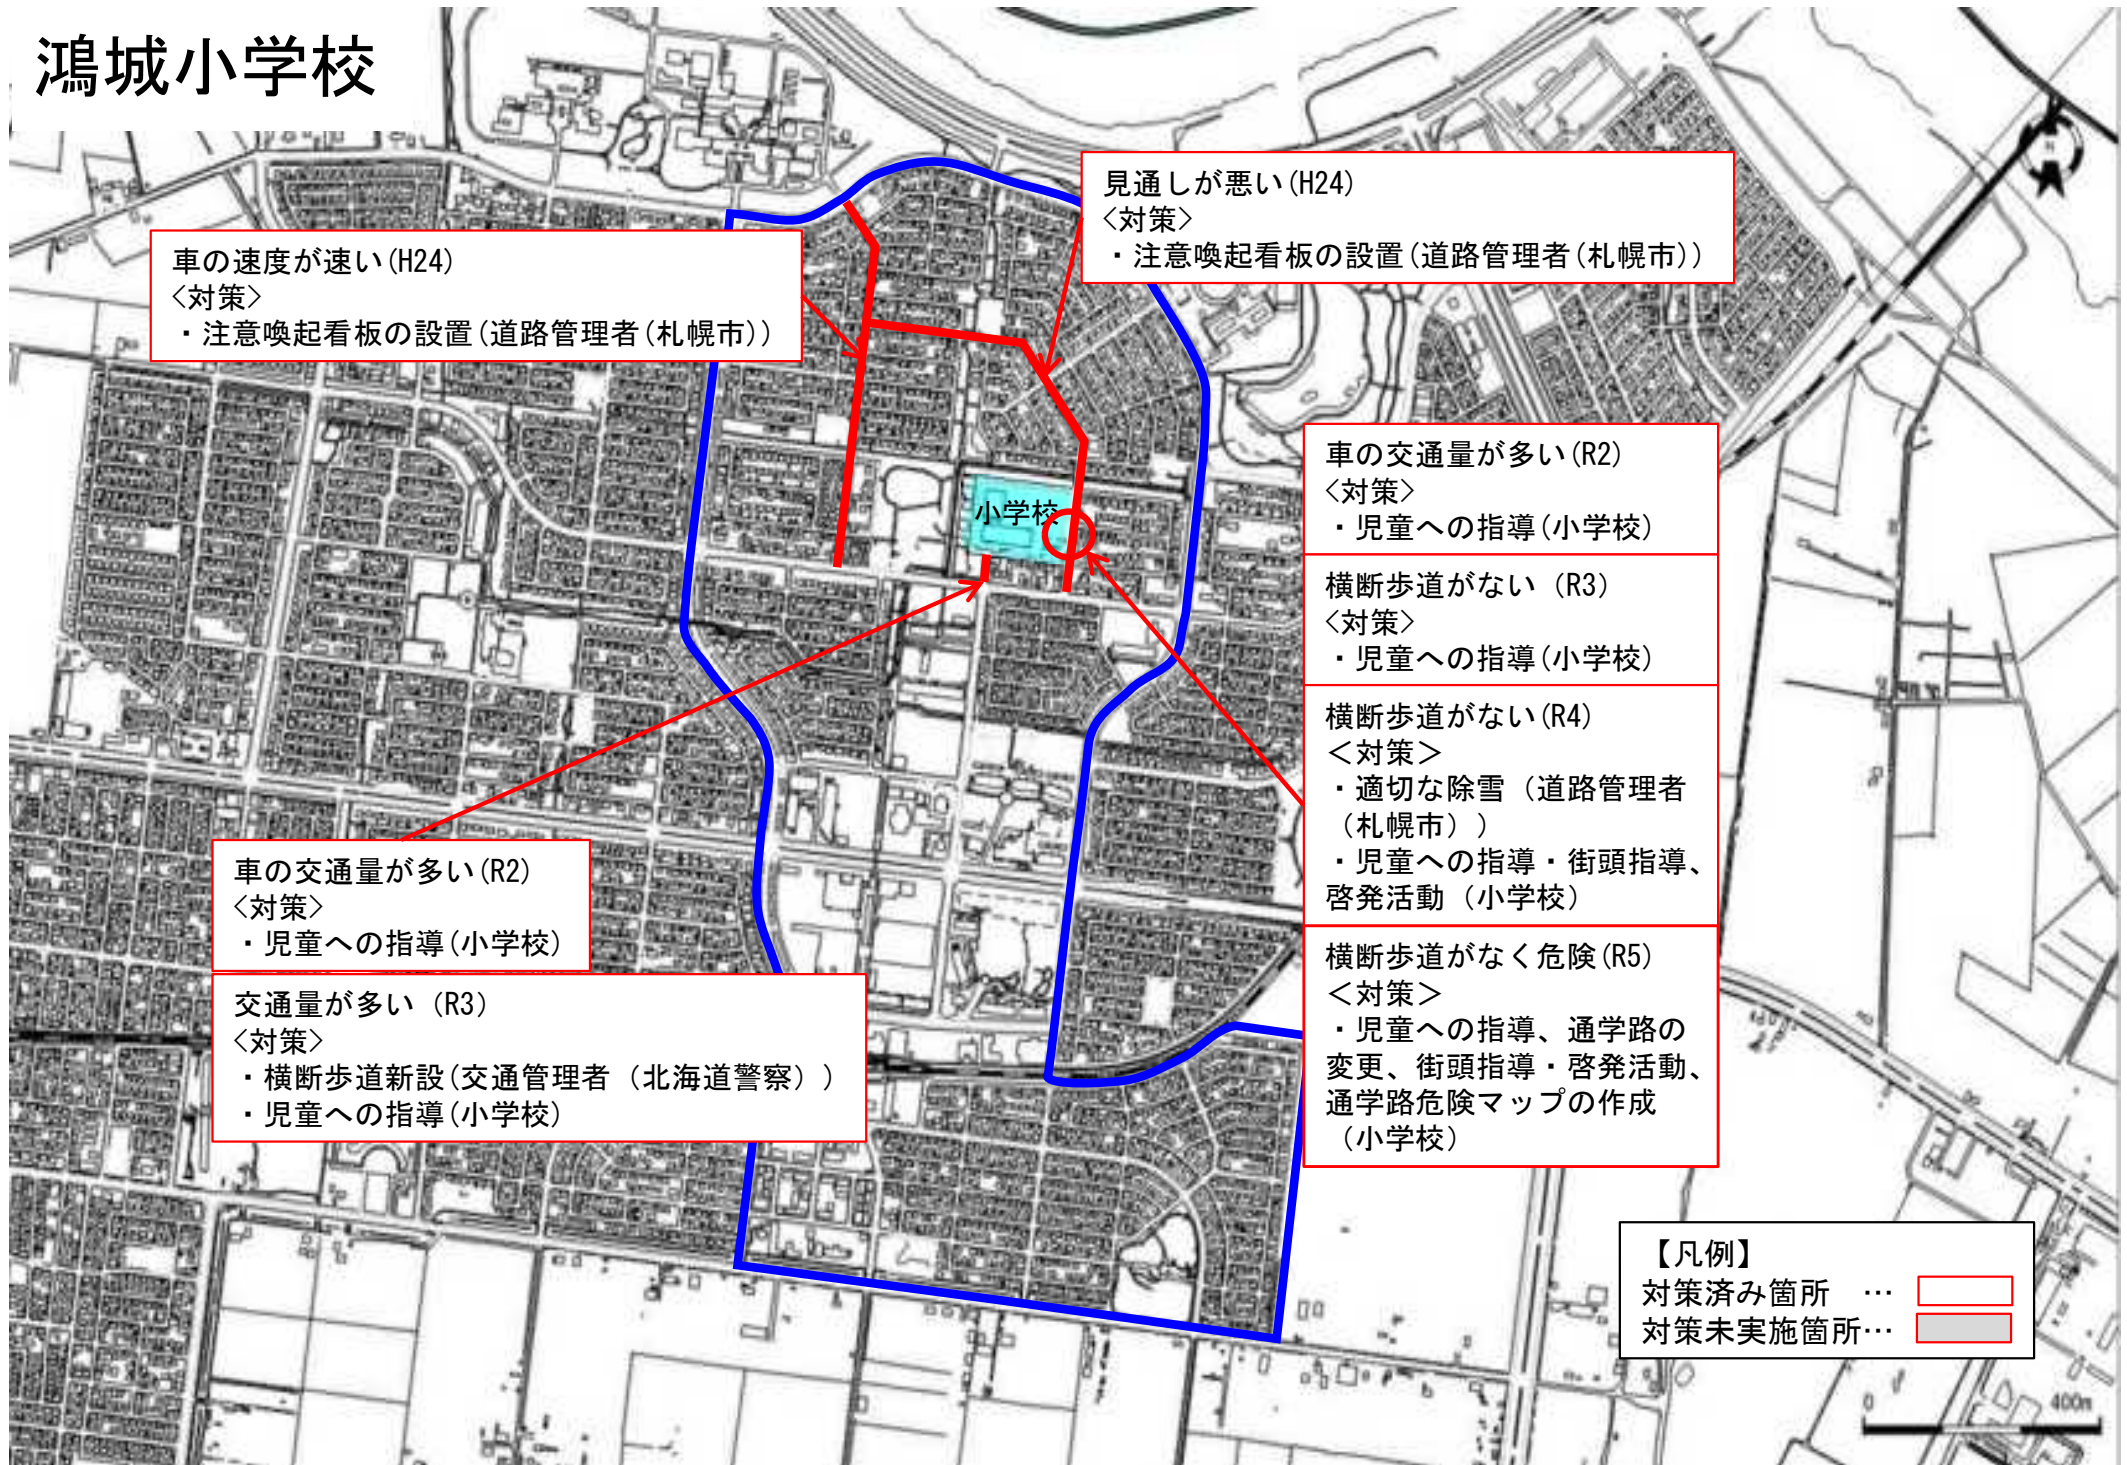 鴻城小学校
見通しが悪い(H24)
<対策>
・注意喚起看板の設置(道路管理者(札幌市))
車の速度が速い(H24)
<対策>
・注意喚起看板の設置(道路管理者(札幌市))
小学校
車の交通量が多い(R2)
<対策>
・児童への指導(小学校)
横断歩道がない（R3)
<対策>
・児童への指導(小学校)
横断歩道がない(R4)
＜対策＞
・適切な除雪（道路管理者
（札幌市））
・児童への指導・街頭指導、
啓発活動（小学校）
横断歩道がなく危険(R5)
＜対策＞
・児童への指導、通学路の
変更、街頭指導・啓発活動、
通学路危険マップの作成
（小学校）
車の交通量が多い(R2)
<対策>
・児童への指導(小学校)
交通量が多い（R3)
<対策>
・横断歩道新設(交通管理者（北海道警察）)
・児童への指導(小学校)
【凡例】
対策済み箇所　…
対策未実施箇所…
0 400m
N